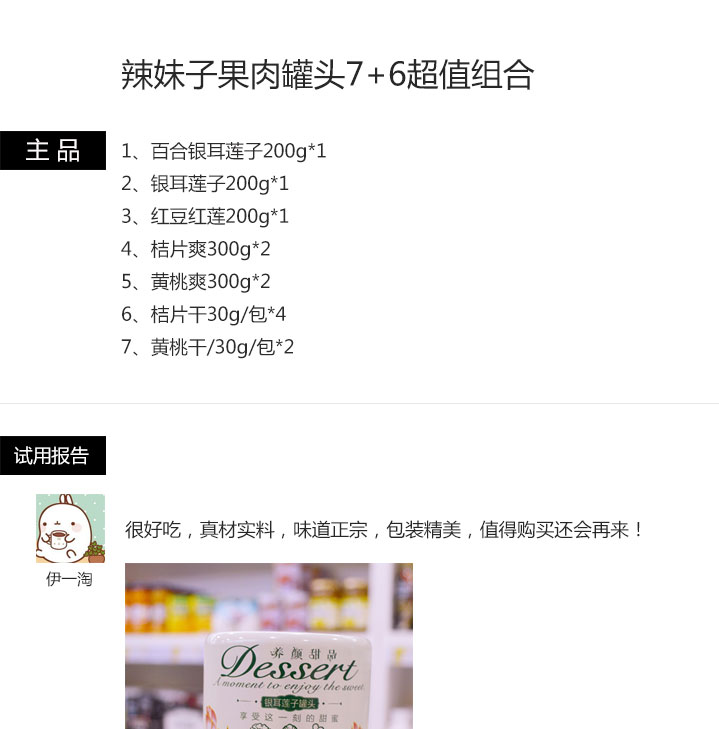 辣妹子果肉罐头7+6超值组合
主品
1、百合银耳莲子200g*1
2、银耳莲子200g*1
3、红豆红莲200g*1
4、桔片爽300g*2
5、黄桃爽300g*2
6、桔片干30g/包*4
7、黄桃干/30g/包*2
试用报告
很好吃，真材实料，味道正宗，包装精美，值得购买还会再来！
伊一淘
养颜甜品
Dessert
A moment to enjoy the sweet
银耳莲子罐头
享受这一刻的甜蜜